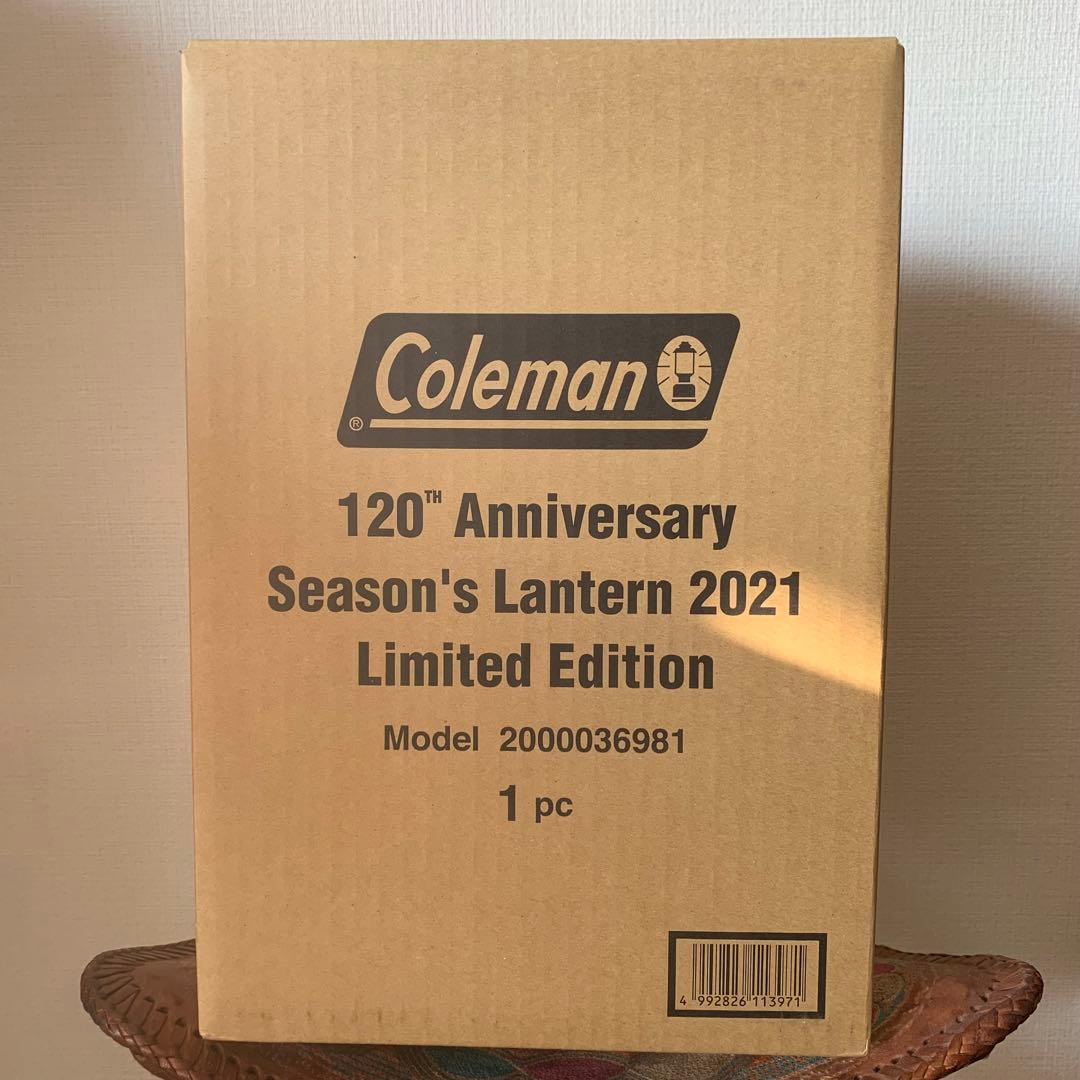 Coleman
®
120TH Anniversary
Season's Lantern 2021
Limited Edition
Model 2000036981
1 pc
4 992826 113971